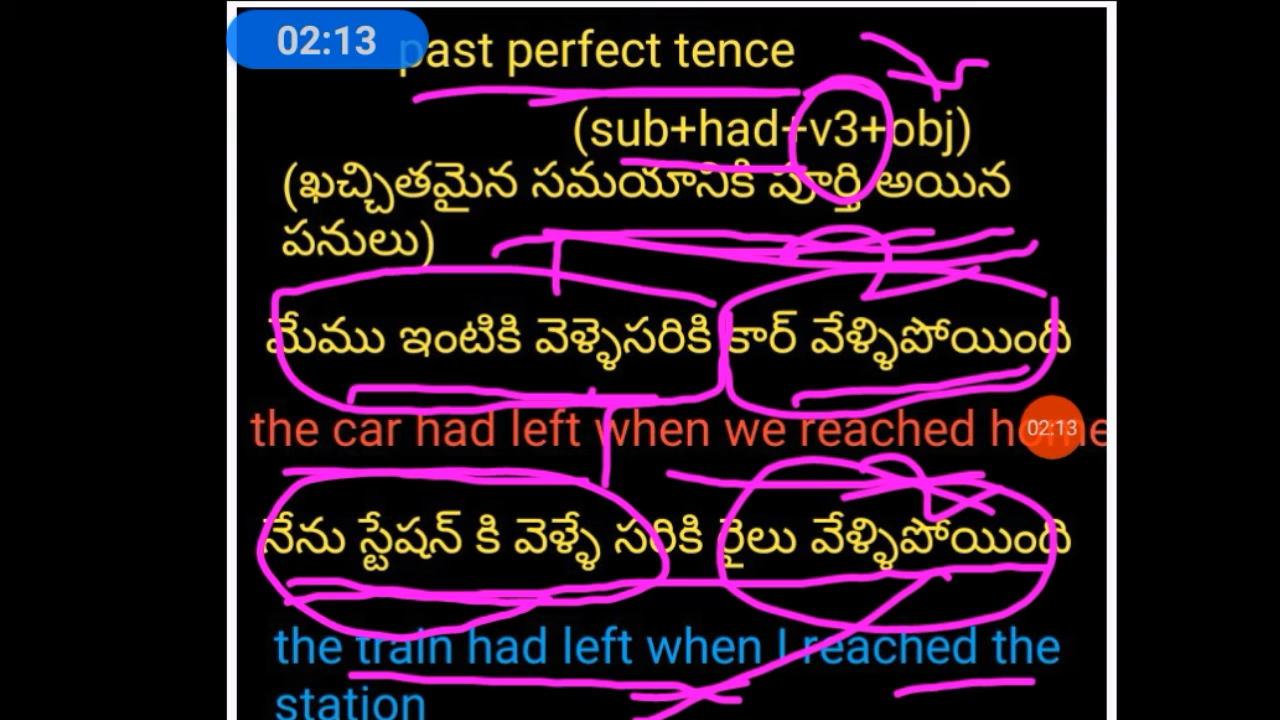 02:13
past perfect tence
(sub+had+v3+obj)
(ఖచ్చితమైన సమయానికి పూర్తి అయిన
పనులు)
మేము ఇంటికి వెళ్ళెసరికి కార్ వేళ్ళిపోయింది
the car had left when we reached home
02:13
నేను స్టేషన్ కి వెళ్ళే సరికి రైలు వేళ్ళిపోయింది
the train had left when I reached the
station